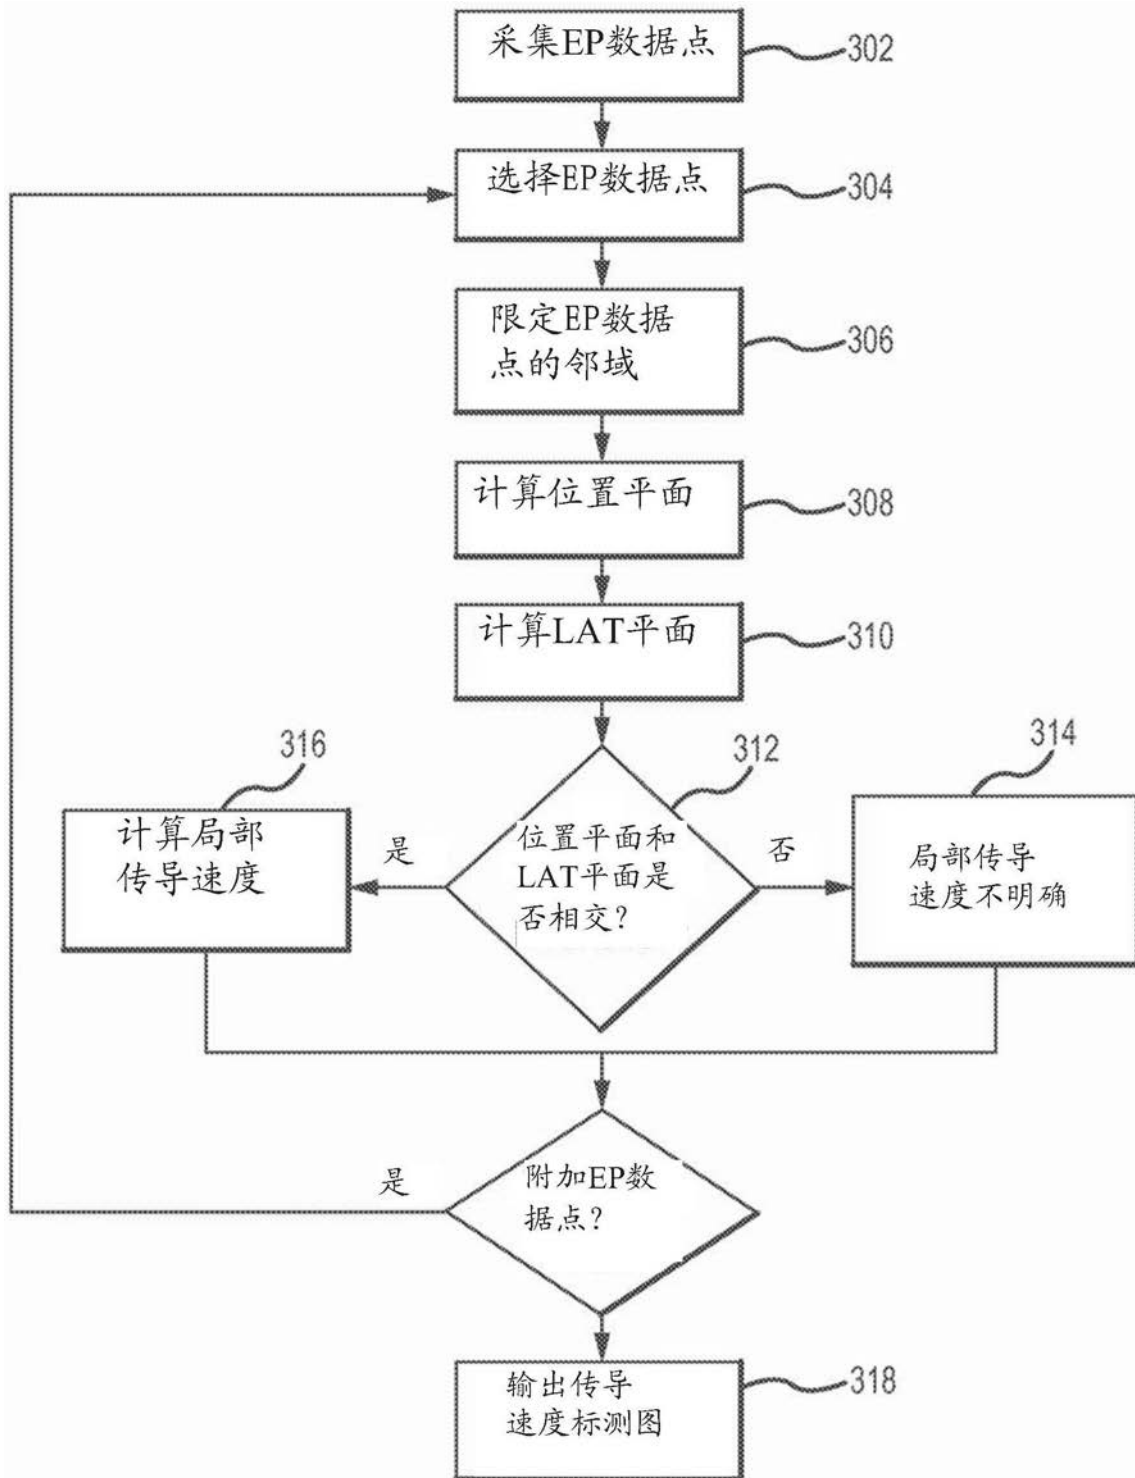 采集EP数据点
302
选择EP数据点
304
限定EP数据
点的邻域
306
计算位置平面
308
计算LAT平面
310
316
312
314
计算局部
传导速度
是
位置平面和
LAT平面是
否相交?
否
局部传导
速度不明确
是
附加EP数
据点?
输出传导
速度标测图
318